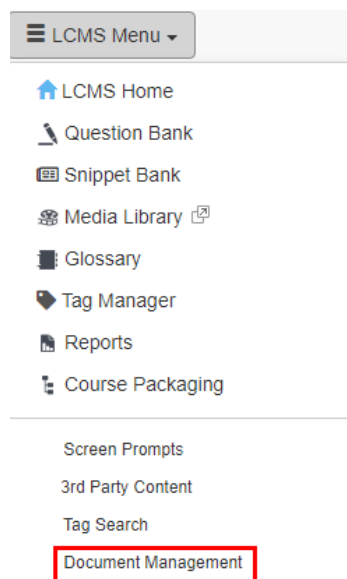 LCMS Menu
LCMS Home
Question Bank
Snippet Bank
Media Library
Glossary
Tag Manager
Reports
Course Packaging
Screen Prompts
3rd Party Content
Tag Search
Document Management